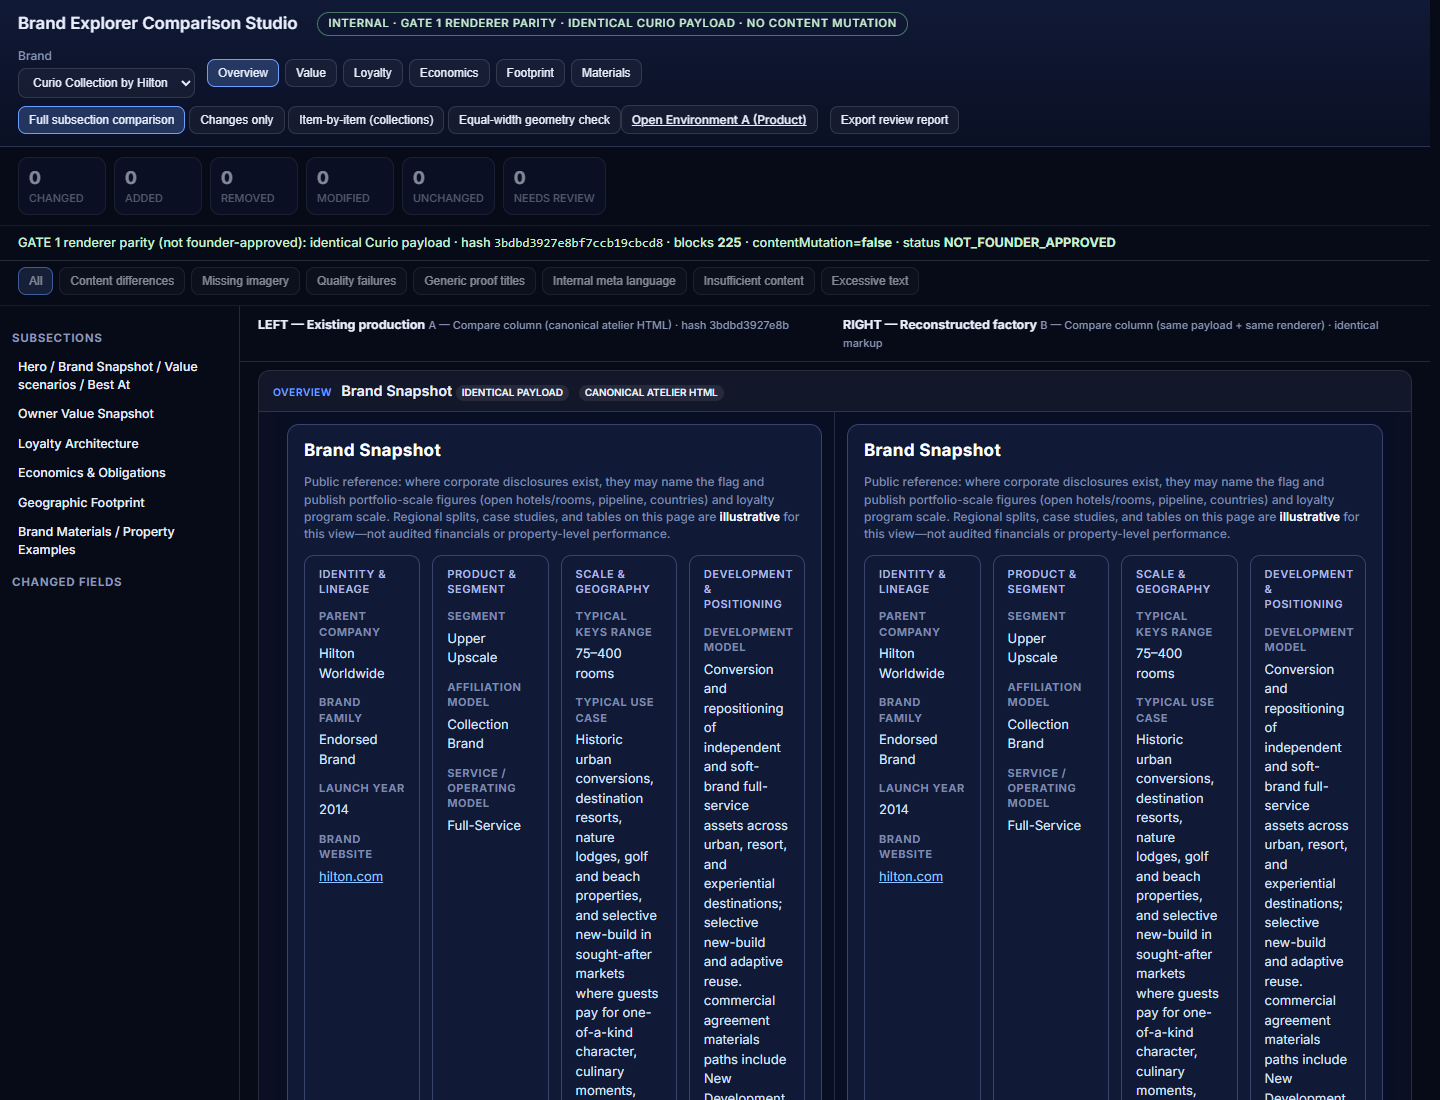 Brand Explorer Comparison Studio
INTERNAL · GATE 1 RENDERER PARITY · IDENTICAL CURIO PAYLOAD · NO CONTENT MUTATION
Brand
Curio Collection by Hilton
Overview
Value
Loyalty
Economics
Footprint
Materials
Full subsection comparison
Changes only
Item-by-item (collections)
Equal-width geometry check
Open Environment A (Product)
Export review report
0
CHANGED
0
ADDED
0
REMOVED
0
MODIFIED
0
UNCHANGED
0
NEEDS REVIEW
GATE 1 renderer parity (not founder-approved): identical Curio payload · hash 3bdbd3927e8bf7ccb19cbcd8 · blocks 225 · contentMutation=false · status NOT_FOUNDER_APPROVED
All
Content differences
Missing imagery
Quality failures
Generic proof titles
Internal meta language
Insufficient content
Excessive text
SUBSECTIONS
Hero / Brand Snapshot / Value
scenarios / Best At
Owner Value Snapshot
Loyalty Architecture
Economics & Obligations
Geographic Footprint
Brand Materials / Property
Examples
CHANGED FIELDS
LEFT — Existing production A — Compare column (canonical atelier HTML) · hash 3bdbd3927e8b
RIGHT — Reconstructed factory B — Compare column (same payload + same renderer) · identical
markup
OVERVIEW Brand Snapshot IDENTICAL PAYLOAD CANONICAL ATELIER HTML
Brand Snapshot
Public reference: where corporate disclosures exist, they may name the flag and
publish portfolio-scale figures (open hotels/rooms, pipeline, countries) and loyalty
program scale. Regional splits, case studies, and tables on this page are illustrative for
this view—not audited financials or property-level performance.
IDENTITY &
LINEAGE
PARENT
COMPANY
Hilton
Worldwide
BRAND
FAMILY
Endorsed
Brand
LAUNCH YEAR
2014
BRAND
WEBSITE
hilton.com
PRODUCT &
SEGMENT
SEGMENT
Upper
Upscale
AFFILIATION
MODEL
Collection
Brand
SERVICE /
OPERATING
MODEL
Full-Service
SCALE &
GEOGRAPHY
TYPICAL
KEYS RANGE
75–400
rooms
TYPICAL USE
CASE
Historic
urban
conversions,
destination
resorts,
nature
lodges, golf
and beach
properties,
and selective
new-build in
sought-after
markets
where guests
pay for one-
of-a-kind
character,
culinary
moments,
DEVELOPMENT
&
POSITIONING
DEVELOPMENT
MODEL
Conversion
and
repositioning
of
independent
and soft-
brand full-
service
assets across
urban, resort,
and
experiential
destinations;
selective
new-build
and adaptive
reuse.
commercial
agreement
materials
paths include
New
Development
Brand Snapshot
Public reference: where corporate disclosures exist, they may name the flag and
publish portfolio-scale figures (open hotels/rooms, pipeline, countries) and loyalty
program scale. Regional splits, case studies, and tables on this page are illustrative for
this view—not audited financials or property-level performance.
IDENTITY &
LINEAGE
PARENT
COMPANY
Hilton
Worldwide
BRAND
FAMILY
Endorsed
Brand
LAUNCH YEAR
2014
BRAND
WEBSITE
hilton.com
PRODUCT &
SEGMENT
SEGMENT
Upper
Upscale
AFFILIATION
MODEL
Collection
Brand
SERVICE /
OPERATING
MODEL
Full-Service
SCALE &
GEOGRAPHY
TYPICAL
KEYS RANGE
75–400
rooms
TYPICAL USE
CASE
Historic
urban
conversions,
destination
resorts,
nature
lodges, golf
and beach
properties,
and selective
new-build in
sought-after
markets
where guests
pay for one-
of-a-kind
character,
culinary
moments,
DEVELOPMENT
&
POSITIONING
DEVELOPMENT
MODEL
Conversion
and
repositioning
of
independent
and soft-
brand full-
service
assets across
urban, resort,
and
experiential
destinations;
selective
new-build
and adaptive
reuse.
commercial
agreement
materials
paths include
New
Development